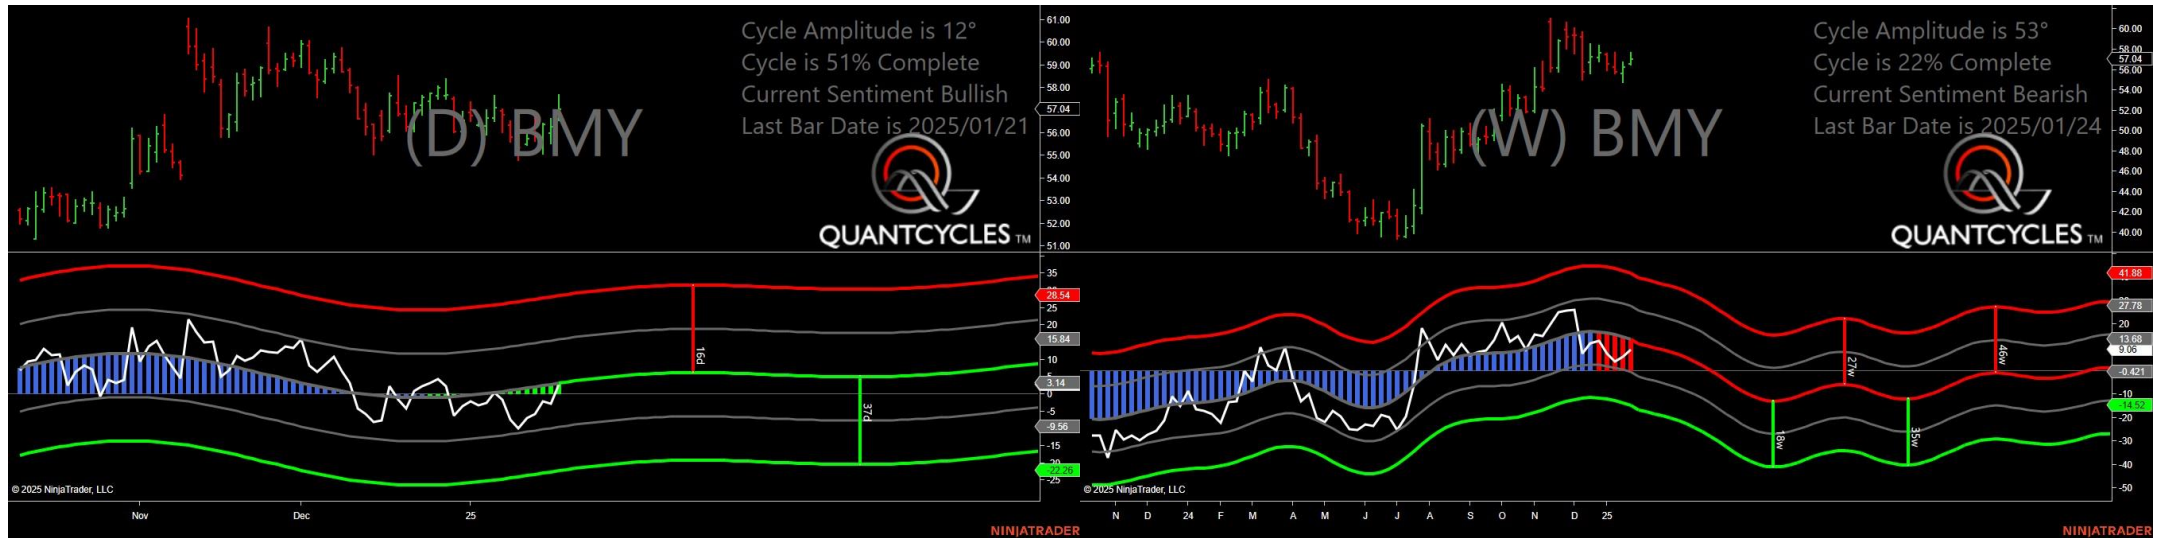 Cycle Amplitude is 12°
Cycle is 51% Complete
Current Sentiment Bullish
Last Bar Date is 2025/01/21
(D) BMY
QUANTCYCLES TM
61.00
60.00
59.00
58.00
57.04
56.00
55.00
54.00
53.00
52.00
51.00
35
28.54
25
20
15.84
10
3.14
0
-5
-9.56
-15
-22.26
-25
16d
37d
© 2025 NinjaTrader, LLC
Nov
Dec
25
NINJATRADER
Cycle Amplitude is 53°
Cycle is 22% Complete
Current Sentiment Bearish
Last Bar Date is 2025/01/24
(W) BMY
QUANTCYCLES TM
60.00
58.00
57.04
56.00
54.00
52.00
50.00
48.00
46.00
44.00
42.00
40.00
41.88
27.78
20
13.68
9.06
-0.421
-10
-14.52
-20
-30
-40
-50
18w
27w
35w
46w
© 2025 NinjaTrader, LLC
N D 24 F M A M J J A S O N D 25
NINJATRADER